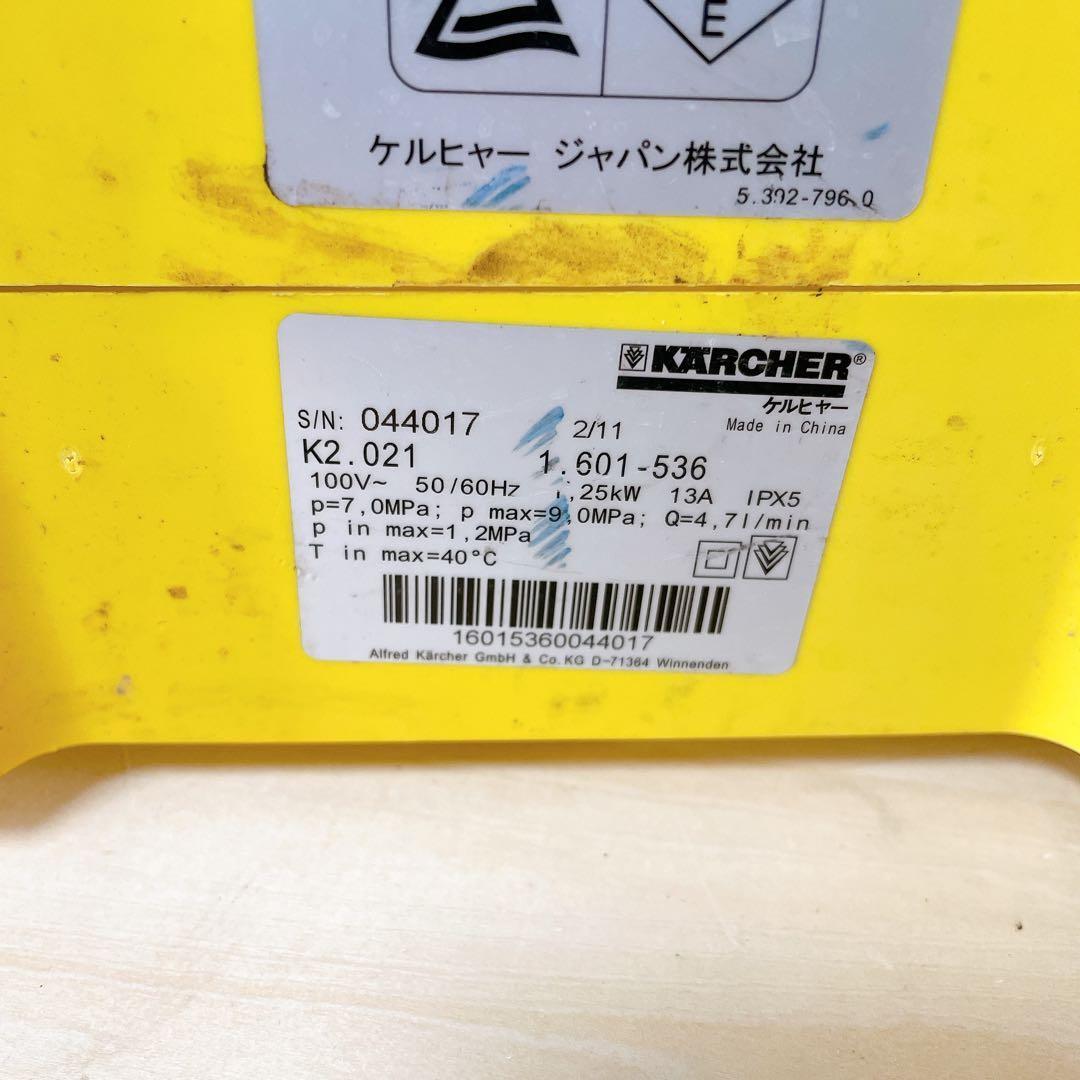 E
ケルヒャー ジャパン株式会社
5.392-796.0
KÄRCHER®
ケルヒャー
Made in China
S/N: 044017 2/11
K2.021 1.601-536
100V~ 50/60Hz 1,25kW 13A IPX5
p=7,0MPa; p max=9,0MPa; Q=4,7l/min
p in max=1,2MPa
T in max=40°C
16015360044017
Alfred Kärcher GmbH & Co. KG D-71364 Winnenden